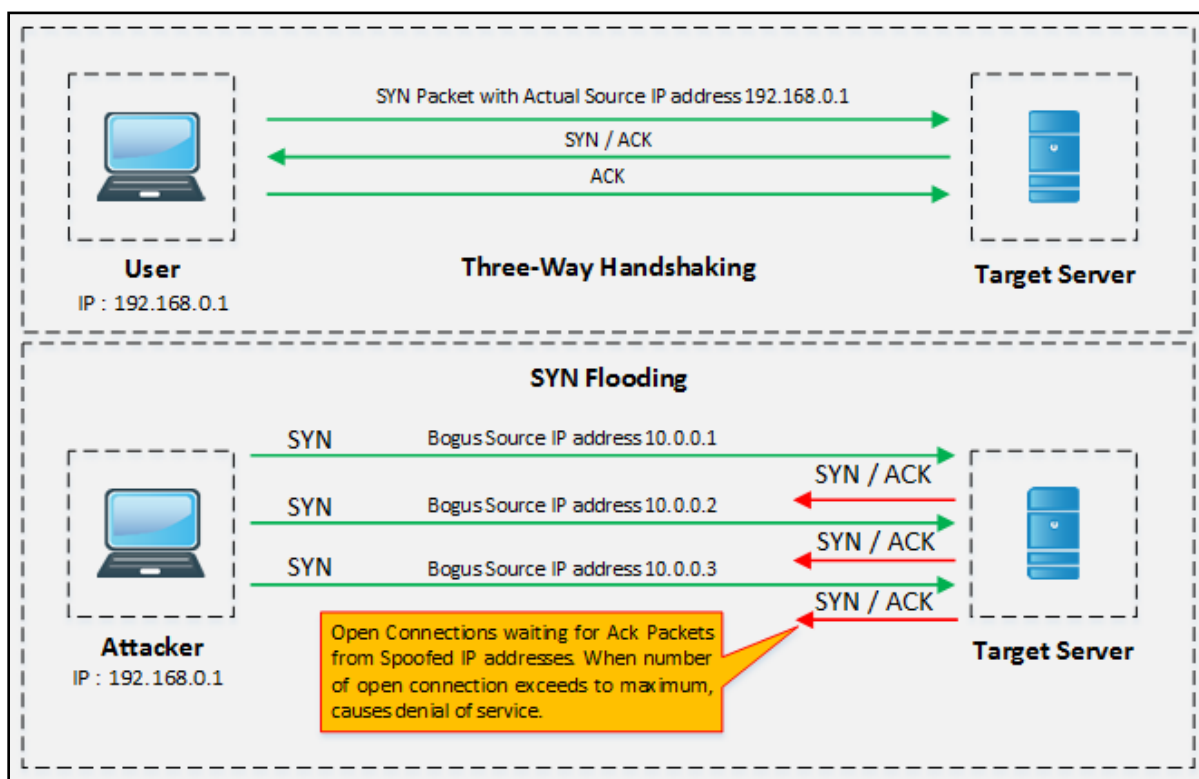 SYN Packet with Actual Source IP address 192.168.0.1
SYN / ACK
ACK
User
IP : 192.168.0.1
Three-Way Handshaking
Target Server
SYN Flooding
SYN
Bogus Source IP address 10.0.0.1
SYN / ACK
SYN
Bogus Source IP address 10.0.0.2
SYN / ACK
SYN
Bogus Source IP address 10.0.0.3
SYN / ACK
Attacker
IP : 192.168.0.1
Open Connections waiting for Ack Packets
from Spoofed IP addresses. When number
of open connection exceeds to maximum,
causes denial of service.
Target Server